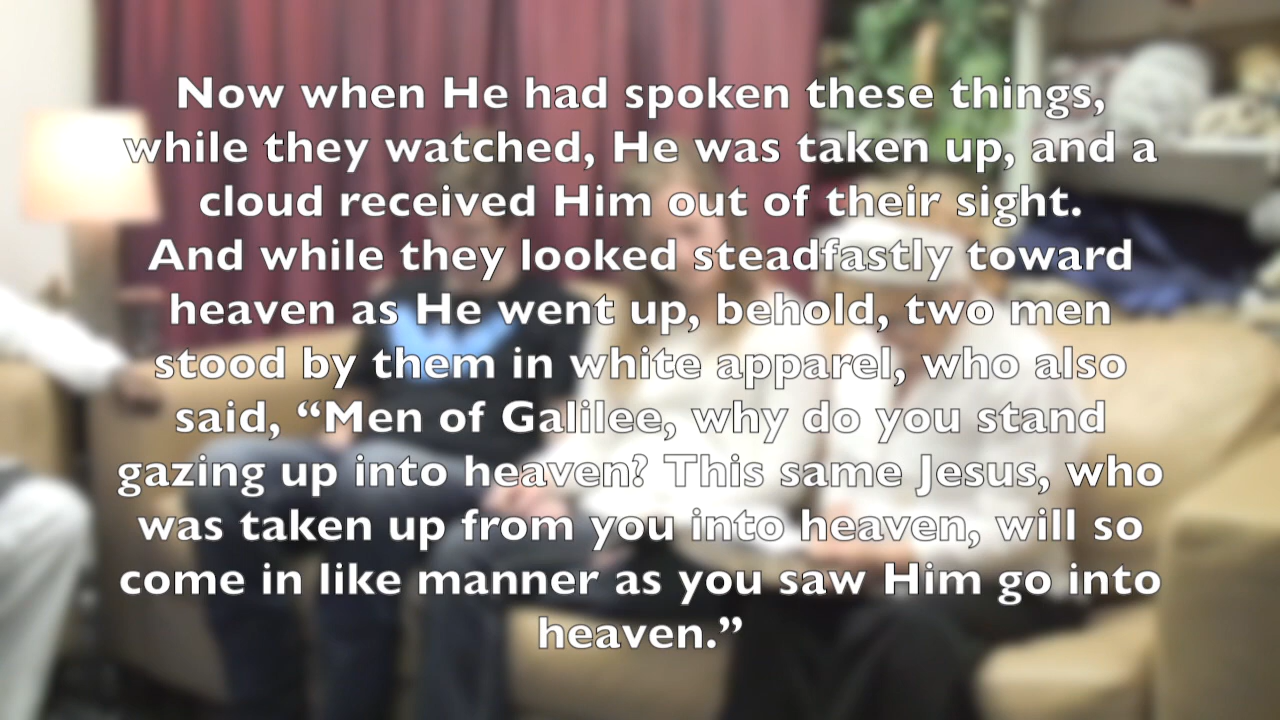 Now when He had spoken these things,
while they watched, He was taken up, and a
cloud received Him out of their sight.
And while they looked steadfastly toward
heaven as He went up, behold, two men
stood by them in white apparel, who also
said, “Men of Galilee, why do you stand
gazing up into heaven? This same Jesus, who
was taken up from you into heaven, will so
come in like manner as you saw Him go into
heaven.”